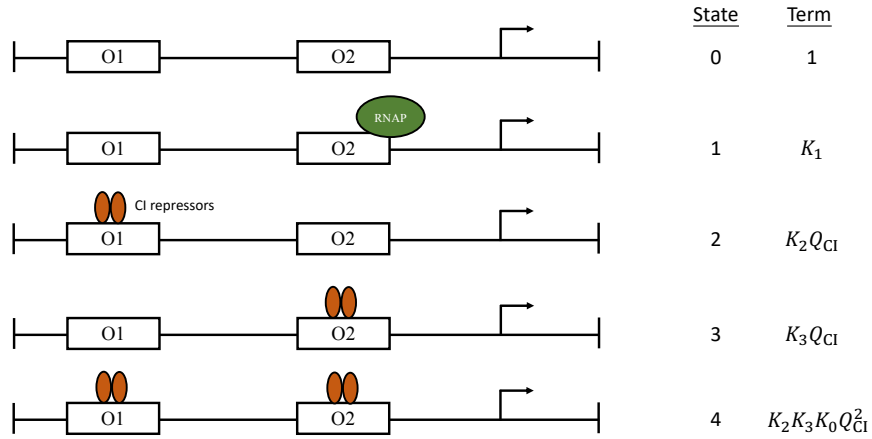 State Term
O1 O2 0 1
RNAP
O1 O2 1 K₁
CI repressors
O1 O2 2 K₂Q_CI
O1 O2 3 K₃Q_CI
O1 O2 4 K₂K₃K₀Q²_CI